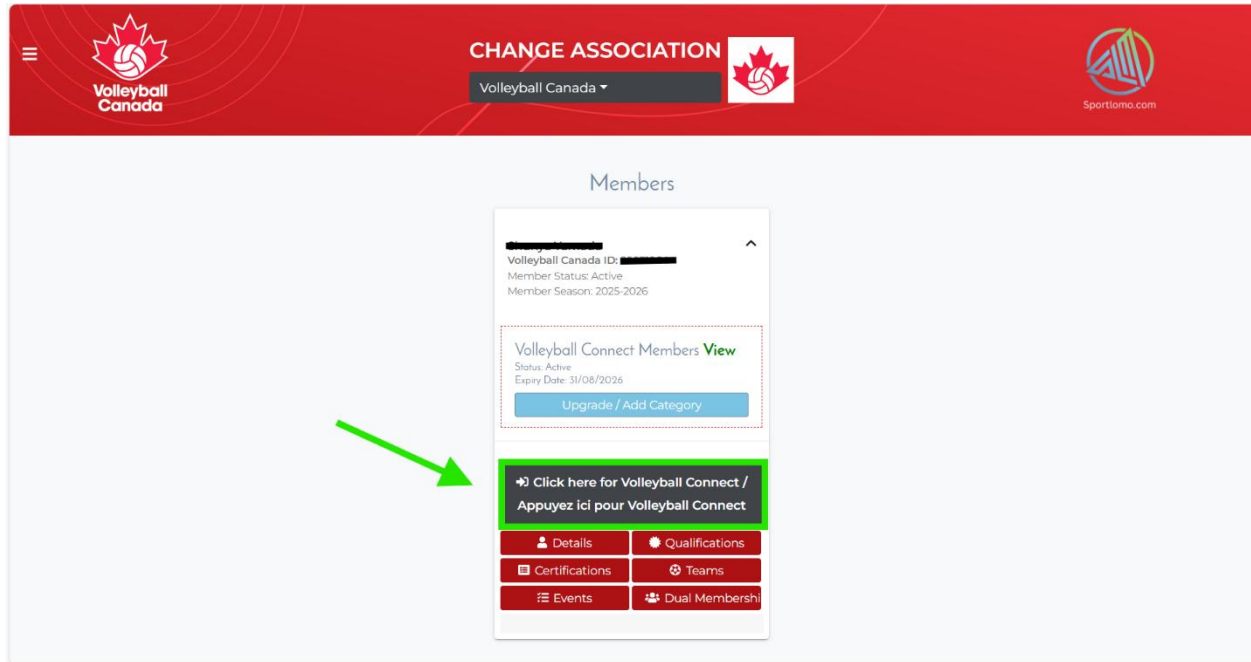 Volleyball
Canada
CHANGE ASSOCIATION
Volleyball Canada
Sportlomo.com
Members
Volleyball Canada ID:
Member Status: Active
Member Season: 2025-2026
Volleyball Connect Members View
Status: Active
Expiry Date: 31/08/2026
Upgrade / Add Category
Click here for Volleyball Connect /
Appuyez ici pour Volleyball Connect
Details
Qualifications
Certifications
Teams
Events
Dual Membershi